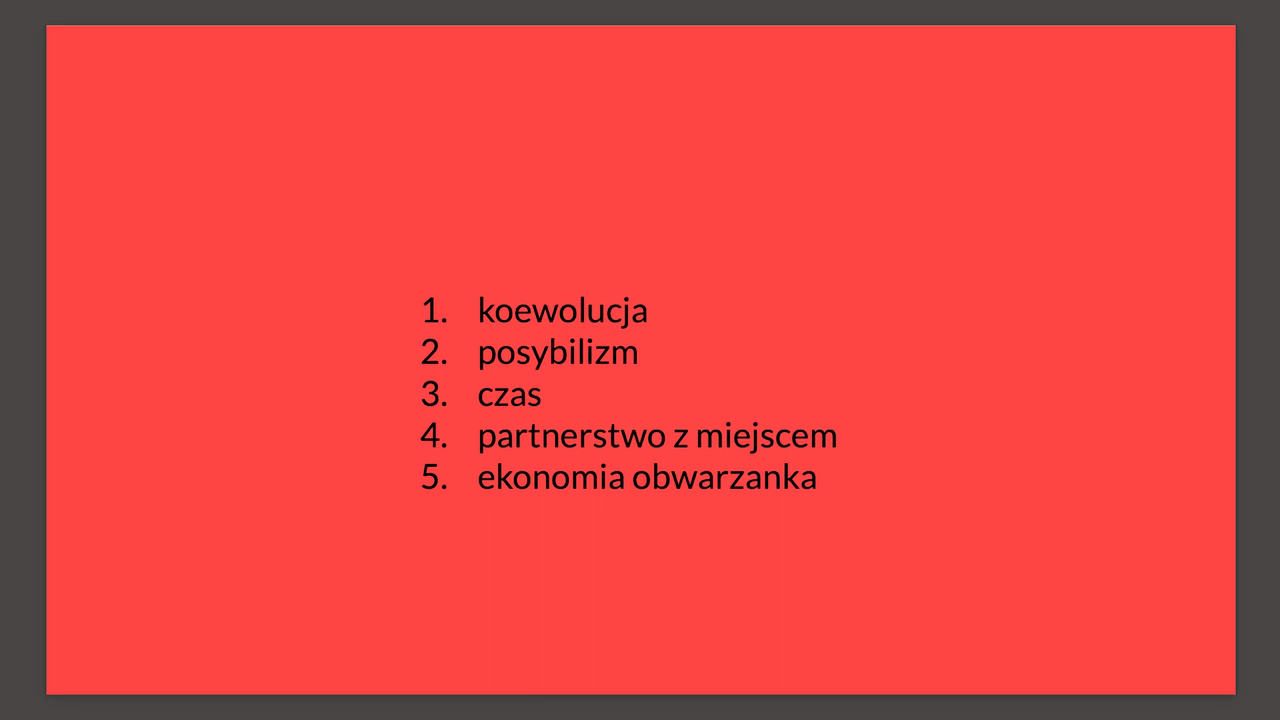 1. koewolucja
2. posybilizm
3. czas
4. partnerstwo z miejscem
5. ekonomia obwarzanka